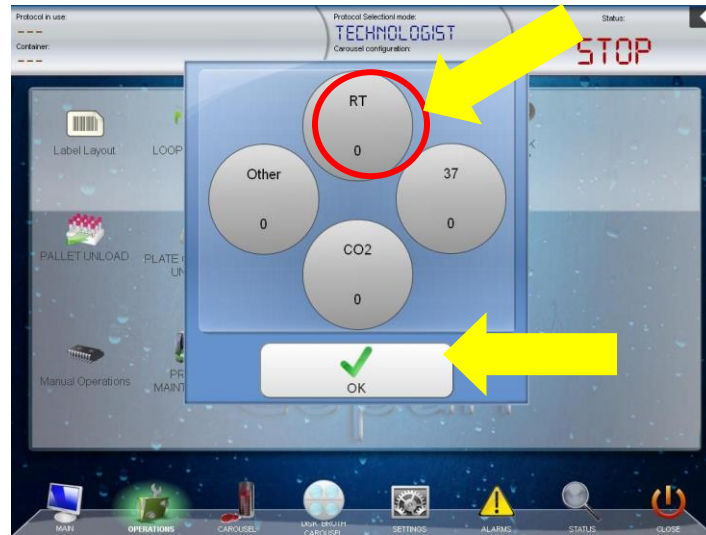 Protocol in use:
---
Container:
---
Protocol Selectionl mode:
TECHNOLOGIST
Carousel configuration:
Status:
STOP
RT
0
Other
0
37
0
CO2
0
OK
Label Layout
LOOP
PALLET UNLOAD
PLATE
UN
Manual Operations
PR
MAINT
Copan
MAIN
OPERATIONS
CAROUSEL
DISK BROTH
CAROUSEL
SETTINGS
ALARMS
STATUS
CLOSE